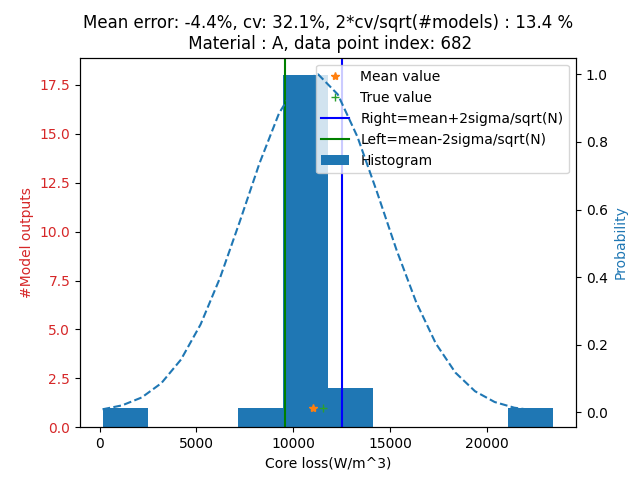 Mean error: -4.4%, cv: 32.1%, 2*cv/sqrt(#models) : 13.4 %
Material : A, data point index: 682
Mean value
True value
Right=mean+2sigma/sqrt(N)
Left=mean-2sigma/sqrt(N)
Histogram
17.5
15.0
12.5
10.0
7.5
5.0
2.5
0.0
#Model outputs
1.0
0.8
0.6
0.4
0.2
0.0
Probability
0 5000 10000 15000 20000
Core loss(W/m^3)